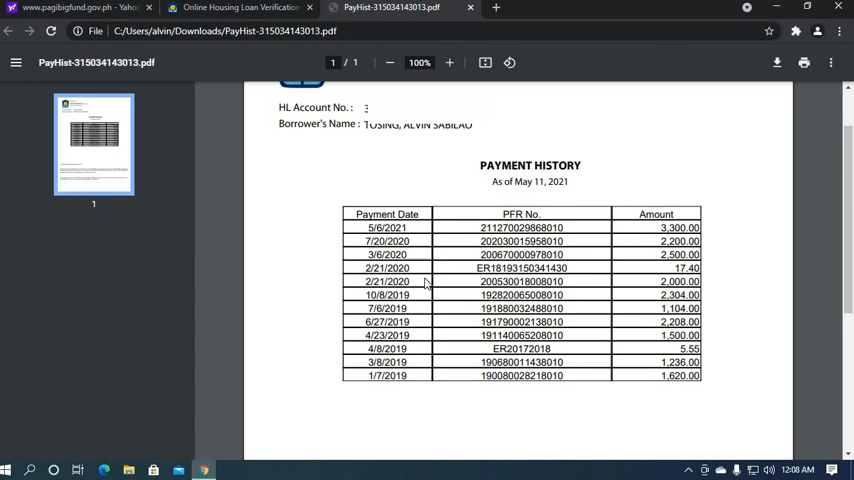 www.pagibigfund.gov.ph - Yahoo
Online Housing Loan Verification
PayHist-315034143013.pdf
File C:/Users/alvin/Downloads/PayHist-315034143013.pdf
PayHist-315034143013.pdf
1 / 1
100%
1
HL Account No. :
Borrower's Name : TOSING, ALVIN SABILAO
PAYMENT HISTORY
As of May 11, 2021
Payment Date PFR No. Amount
5/6/2021 211270029868010 3,300.00
7/20/2020 202030015958010 2,200.00
3/6/2020 200670000978010 2,500.00
2/21/2020 ER18193150341430 17.40
2/21/2020 200530018008010 2,000.00
10/8/2019 192820065008010 2,304.00
7/6/2019 191880032488010 1,104.00
6/27/2019 191790002138010 2,208.00
4/23/2019 191140065208010 1,500.00
4/8/2019 ER20172018 5.55
3/8/2019 190680011438010 1,236.00
1/7/2019 190080028218010 1,620.00
12:08 AM